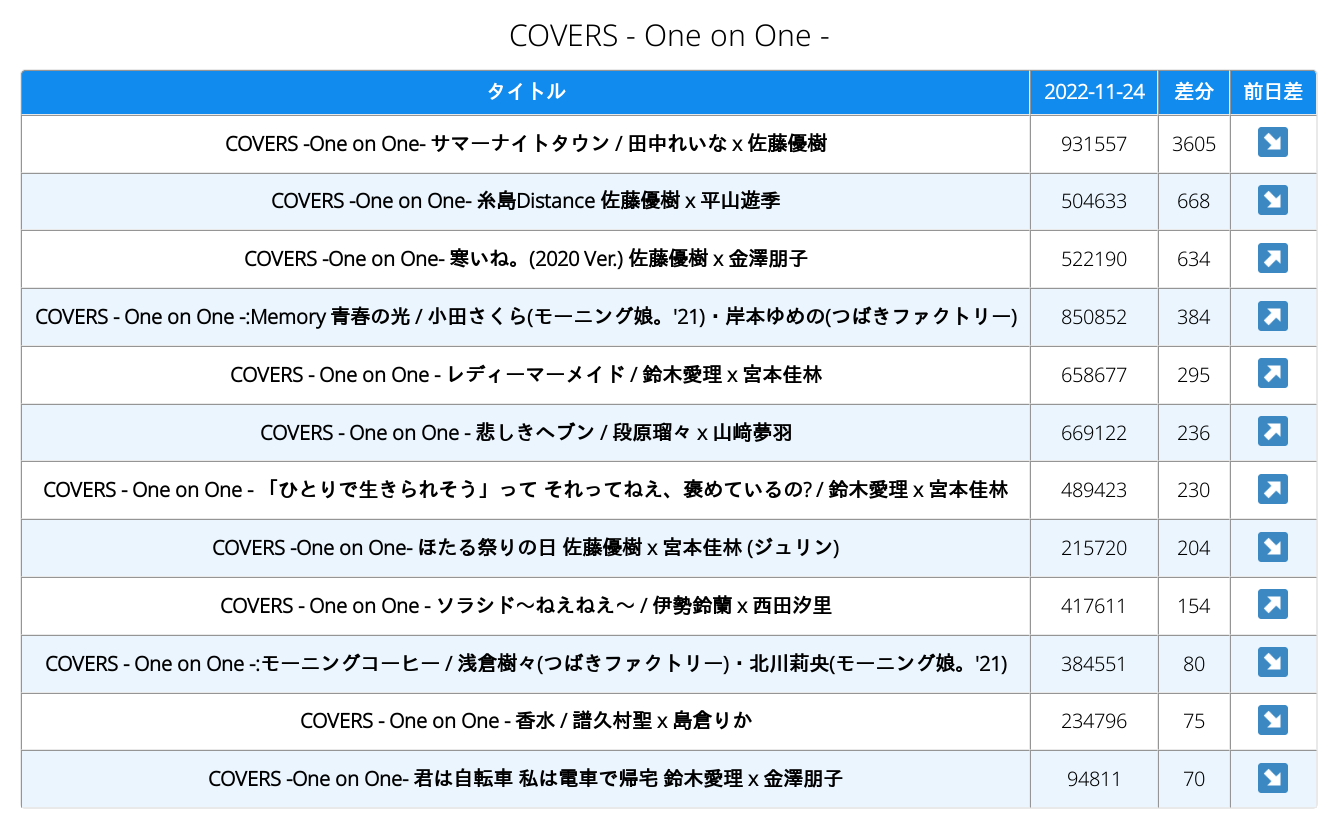 COVERS - One on One -
タイトル 2022-11-24 差分 前日差
COVERS -One on One- サマーナイトタウン / 田中れいな x 佐藤優樹 931557 3605 ↘
COVERS -One on One- 糸島Distance 佐藤優樹 x 平山遊季 504633 668 ↘
COVERS -One on One- 寒いね。(2020 Ver.) 佐藤優樹 x 金澤朋子 522190 634 ↗
COVERS - One on One -:Memory 青春の光 / 小田さくら(モーニング娘。'21)・岸本ゆめの(つばきファクトリー) 850852 384 ↗
COVERS - One on One - レディーマーメイド / 鈴木愛理 x 宮本佳林 658677 295 ↗
COVERS - One on One - 悲しきヘブン / 段原瑠々 x 山﨑夢羽 669122 236 ↗
COVERS - One on One - 「ひとりで生きられそう」って それってねえ、褒めているの? / 鈴木愛理 x 宮本佳林 489423 230 ↗
COVERS -One on One- ほたる祭りの日 佐藤優樹 x 宮本佳林 (ジュリン) 215720 204 ↘
COVERS - One on One - ソラシド〜ねえねえ〜 / 伊勢鈴蘭 x 西田汐里 417611 154 ↗
COVERS - One on One -:モーニングコーヒー / 浅倉樹々(つばきファクトリー)・北川莉央(モーニング娘。'21) 384551 80 ↘
COVERS - One on One - 香水 / 譜久村聖 x 島倉りか 234796 75 ↘
COVERS -One on One- 君は自転車 私は電車で帰宅 鈴木愛理 x 金澤朋子 94811 70 ↘